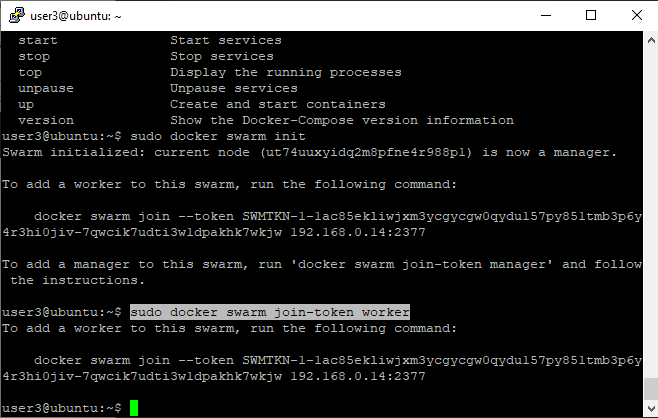 user3@ubuntu: ~
start Start services
stop Stop services
top Display the running processes
unpause Unpause services
up Create and start containers
version Show the Docker-Compose version information
user3@ubuntu:~$ sudo docker swarm init
Swarm initialized: current node (ut74uuxyidq2m8pfne4r988p1) is now a manager.
To add a worker to this swarm, run the following command:
docker swarm join --token SWMTKN-1-1ac85ekliwjxm3ycgycgw0qydu157py851tmb3p6y
4r3hi0jiv-7qwcik7udti3w1dpakhk7wkjw 192.168.0.14:2377
To add a manager to this swarm, run 'docker swarm join-token manager' and follow
the instructions.
user3@ubuntu:~$ sudo docker swarm join-token worker
To add a worker to this swarm, run the following command:
docker swarm join --token SWMTKN-1-1ac85ekliwjxm3ycgycgw0qydu157py851tmb3p6y
4r3hi0jiv-7qwcik7udti3w1dpakhk7wkjw 192.168.0.14:2377
user3@ubuntu:~$